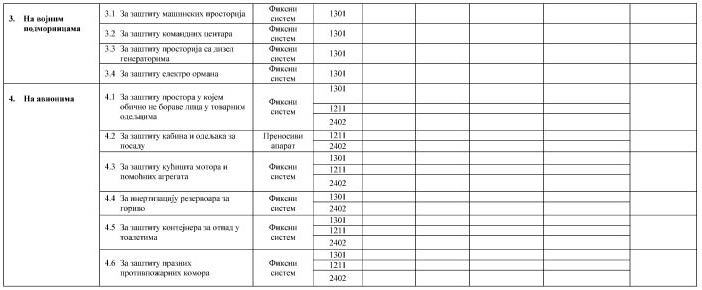 3. На војним подморницама
3.1 За заштиту машинских просторија
Фиксни систем
1301
3.2 За заштиту командних центара
Фиксни систем
1301
3.3 За заштиту просторија са дизел генераторима
Фиксни систем
1301
3.4 За заштиту електро ормана
Фиксни систем
1301
4. На авионима
4.1 За заштиту простора у којем обично не бораве лица у товарним одељцима
Фиксни систем
1301
1211
2402
4.2 За заштиту кабина и одељака за посаду
Преносиви апарат
1211
2402
4.3 За заштиту кућишта мотора и помоћних агрегата
Фиксни систем
1301
1211
2402
4.4 За инертизацију резервоара за гориво
Фиксни систем
1301
2402
4.5 За заштиту контејнера за отпад у тоалетима
Фиксни систем
1301
1211
2402
4.6 За заштиту празних противпожарних комора
Фиксни систем
1301
1211
2402